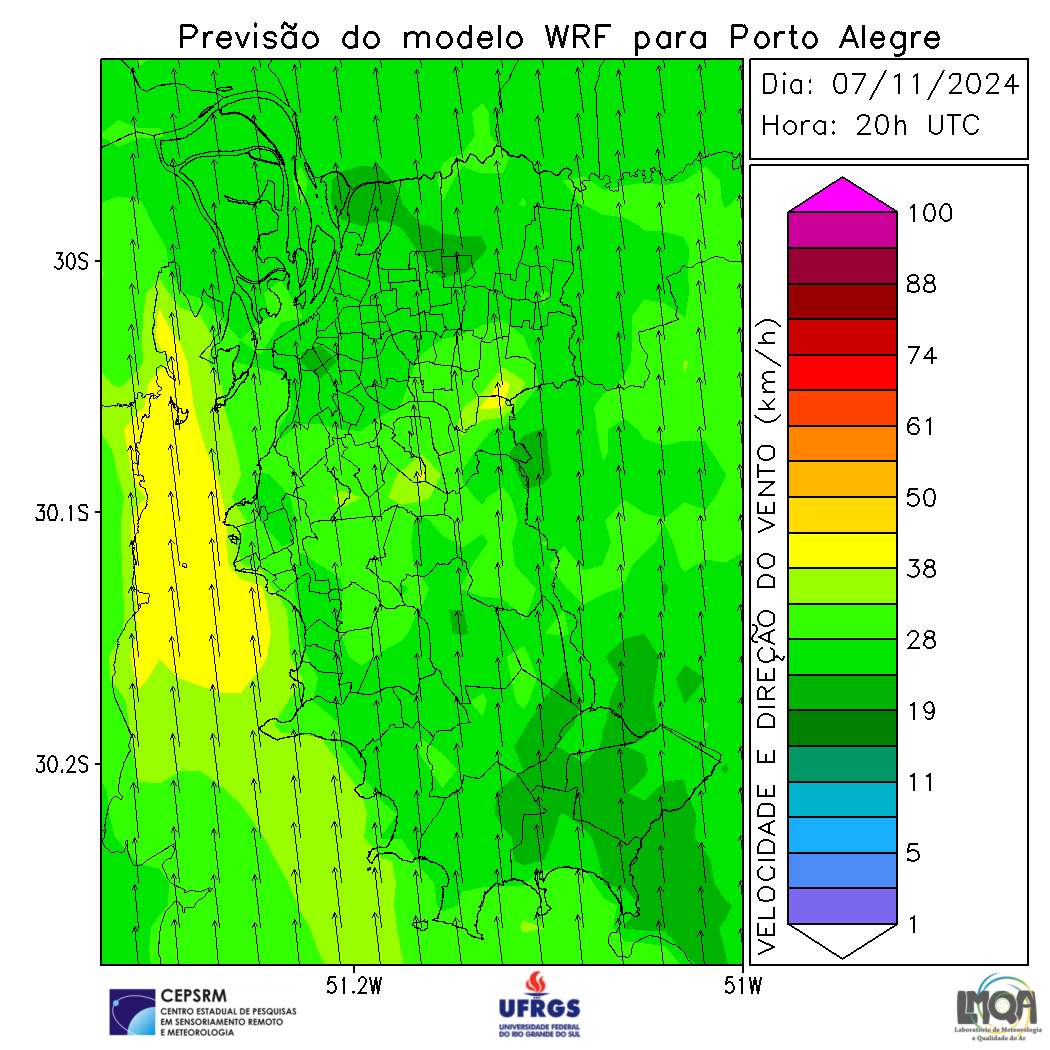 Previsão do modelo WRF para Porto Alegre
Dia: 07/11/2024
Hora: 20h UTC
30S
30.1S
30.2S
51.2W
51W
VELOCIDADE E DIREÇÃO DO VENTO (km/h)
100
88
74
61
50
38
28
19
11
5
1
CEPSRM
CENTRO ESTADUAL DE PESQUISAS
EM SENSORIAMENTO REMOTO
E METEOROLOGIA
UFRGS
UNIVERSIDADE FEDERAL
DO RIO GRANDE DO SUL
LMQA
Laboratório de Meteorologia
e Qualidade do Ar